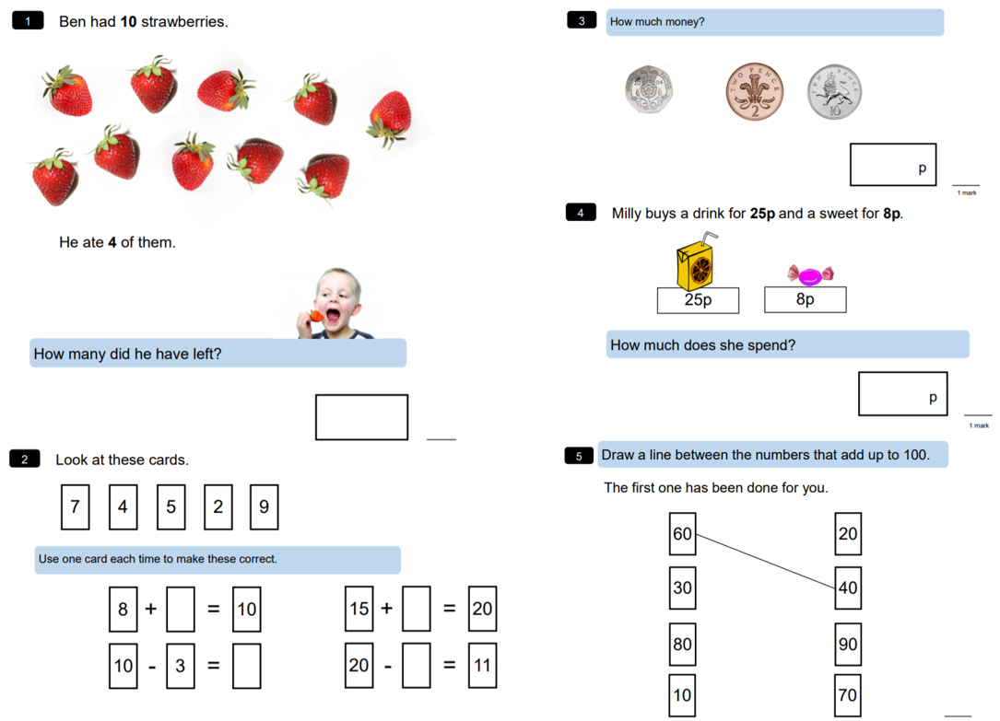 1 Ben had 10 strawberries.
He ate 4 of them.
How many did he have left?
2 Look at these cards.
7 4 5 2 9
Use one card each time to make these correct.
8 + = 10
15 + = 20
10 - 3 =
20 - = 11
3 How much money?
TWO PENCE
2
PENCE
10
p
1 mark
4 Milly buys a drink for 25p and a sweet for 8p.
25p 8p
How much does she spend?
p
1 mark
5 Draw a line between the numbers that add up to 100.
The first one has been done for you.
60 20
30 40
80 90
10 70